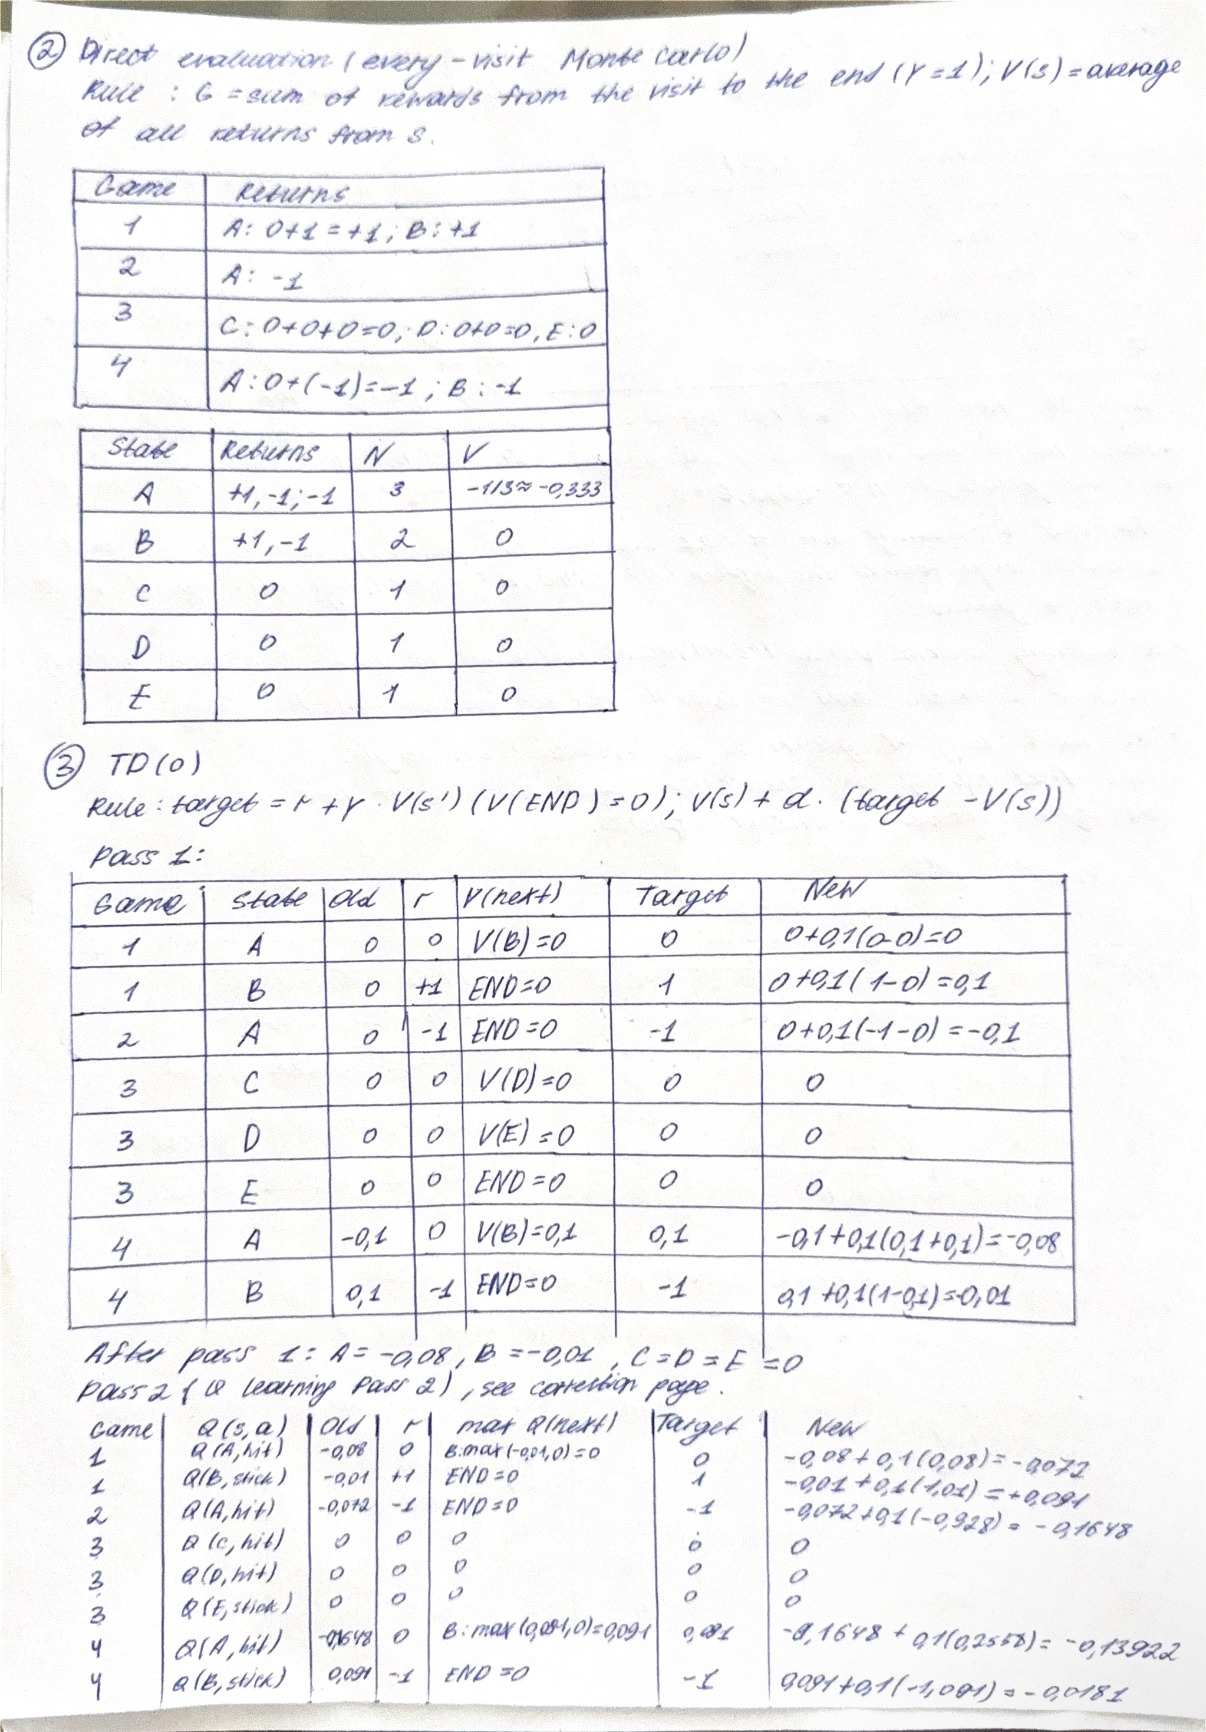 ② Direct evaluation (every-visit Monte Carlo)
Rule : G = sum of rewards from the visit to the end (γ=1); V(s) = average
of all returns from s.
Game | Returns
1 | A: 0+1=+1; B: +1
2 | A: -1
3 | C: 0+0+0=0; D: 0+0=0, E: 0
4 | A: 0+(-1)=-1; B: -1
State | Returns | N | V
A | +1,-1;-1 | 3 | -1/3≈-0,333
B | +1,-1 | 2 | 0
C | 0 | 1 | 0
D | 0 | 1 | 0
E | 0 | 1 | 0
③ TD(0)
Rule: target = r + γ · V(s') (V(END)=0); V(s) + α · (target - V(s))
Pass 1:
Game | State | Old | r | V(next) | Target | New
1 | A | 0 | 0 | V(B)=0 | 0 | 0+0,1(0-0)=0
1 | B | 0 | +1 | END=0 | 1 | 0+0,1(1-0)=0,1
2 | A | 0 | -1 | END=0 | -1 | 0+0,1(-1-0)=-0,1
3 | C | 0 | 0 | V(D)=0 | 0 | 0
3 | D | 0 | 0 | V(E)=0 | 0 | 0
3 | E | 0 | 0 | END=0 | 0 | 0
4 | A | -0,1 | 0 | V(B)=0,1 | 0,1 | -0,1+0,1(0,1+0,1)=-0,08
4 | B | 0,1 | -1 | END=0 | -1 | 0,1+0,1(1-0,1)=-0,01
After pass 1: A=-0,08, B=-0,01, C=D=E=0
Pass 2 (Q learning Pass 2), see correction page.
Game | Q(s,a) | Old | r | max Q(next) | Target | New
1 | Q(A,hit) | -0,08 | 0 | B:max(-0,01,0)=0 | 0 | -0,08+0,1(0,08)=-0,072
1 | Q(B,stick) | -0,01 | +1 | END=0 | 1 | -0,01+0,1(1,01)=+0,091
2 | Q(A,hit) | -0,072 | -1 | END=0 | -1 | -0,072+0,1(-0,928)=-0,1648
3 | Q(C,hit) | 0 | 0 | 0 | 0 | 0
3 | Q(D,hit) | 0 | 0 | 0 | 0 | 0
3 | Q(E,stick) | 0 | 0 | 0 | 0 | 0
4 | Q(A,hit) | -0,1648 | 0 | B:max(0,091,0)=0,091 | 0,091 | -0,1648+0,1(0,2558)=-0,13922
4 | Q(B,stick) | 0,091 | -1 | END=0 | -1 | 0,091+0,1(-1,091)=-0,0181